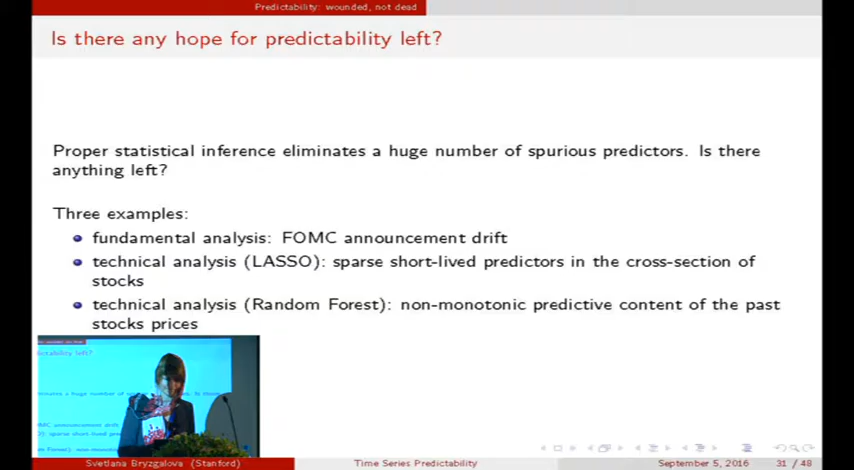 Predictability: wounded, not dead
Is there any hope for predictability left?
Proper statistical inference eliminates a huge number of spurious predictors. Is there
anything left?
Three examples:
fundamental analysis: FOMC announcement drift
technical analysis (LASSO): sparse short-lived predictors in the cross-section of
stocks
technical analysis (Random Forest): non-monotonic predictive content of the past
stocks prices
Svetlana Bryzgalova (Stanford)
Time Series Predictability
September 5, 2016
31 / 48